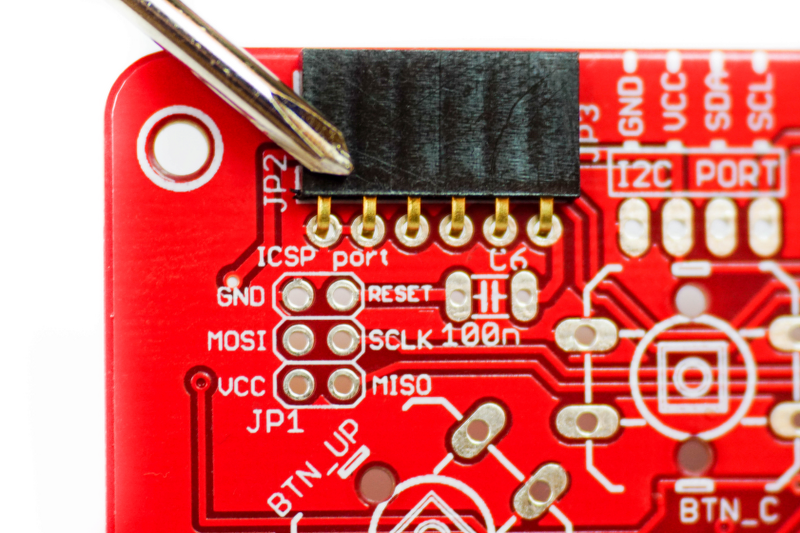 GND
VCC
SDA
SCL
JP3
I2C PORT
JP2
ICSP port
C6
GND
RESET
MOSI
SCLK
100n
VCC
MISO
JP1
BTN_UP
BTN_C